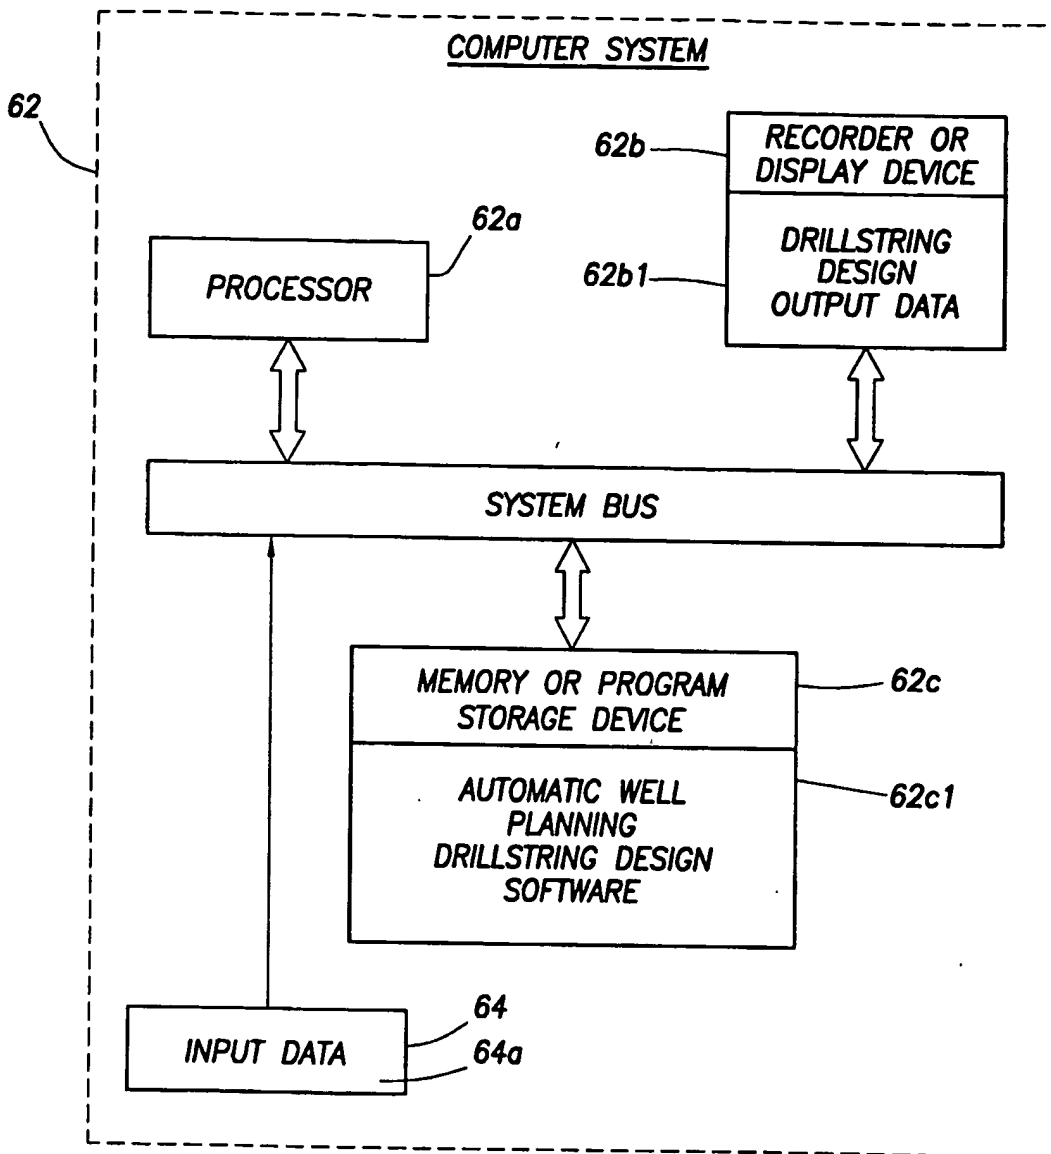 COMPUTER SYSTEM
62
62b
RECORDER OR
DISPLAY DEVICE
62a
PROCESSOR
62b1
DRILLSTRING
DESIGN
OUTPUT DATA
SYSTEM BUS
MEMORY OR PROGRAM
STORAGE DEVICE
62c
AUTOMATIC WELL
PLANNING
DRILLSTRING DESIGN
SOFTWARE
62c1
INPUT DATA
64
64a